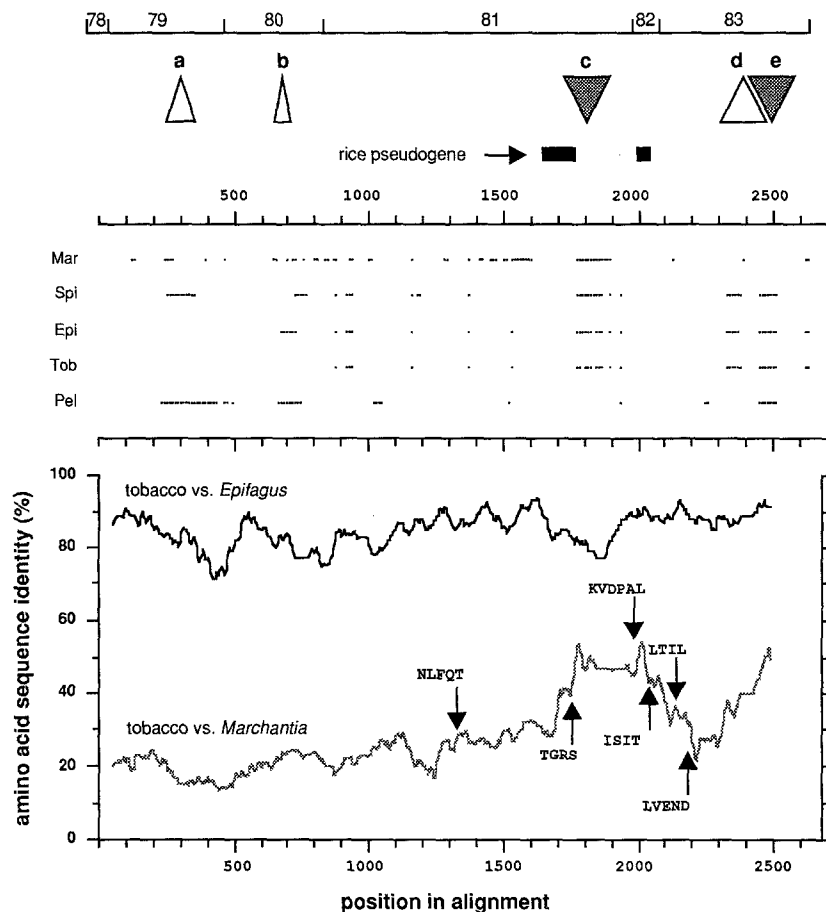 78 79 80 81 82 83
a b c d e
rice pseudogene
500 1000 1500 2000 2500
Mar
Spi
Epi
Tob
Pel
amino acid sequence identity (%)
100
80
60
40
20
0
tobacco vs. Epifagus
KVDPAL
LTIL
NLFQT
tobacco vs. Marchantia
TGRS
ISIT
LVEND
500 1000 1500 2000 2500
position in alignment